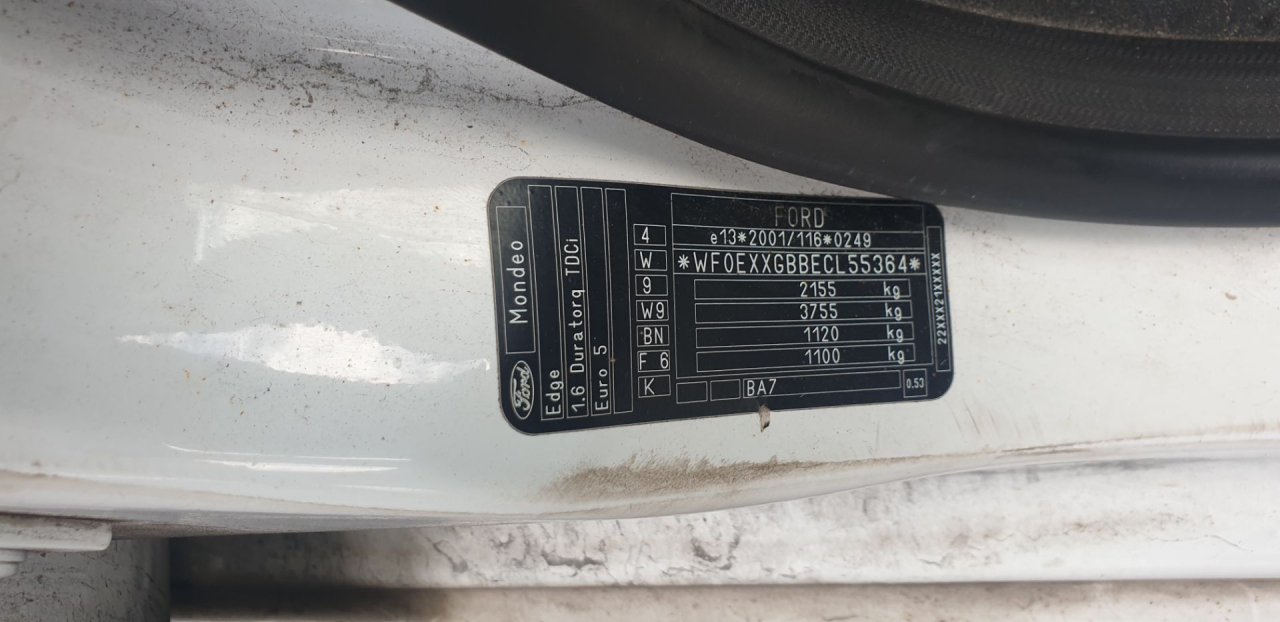 FORD
e13*2001/116*0249
*WF0EXXGBBECL55364*
2155 kg
3755 kg
1120 kg
1100 kg
BA7
0.53
4
W
9
W9
BN
F 6
K
22XXX21XXXXX
Ford
Mondeo
Edge
1.6 Duratorq TDCi
Euro 5